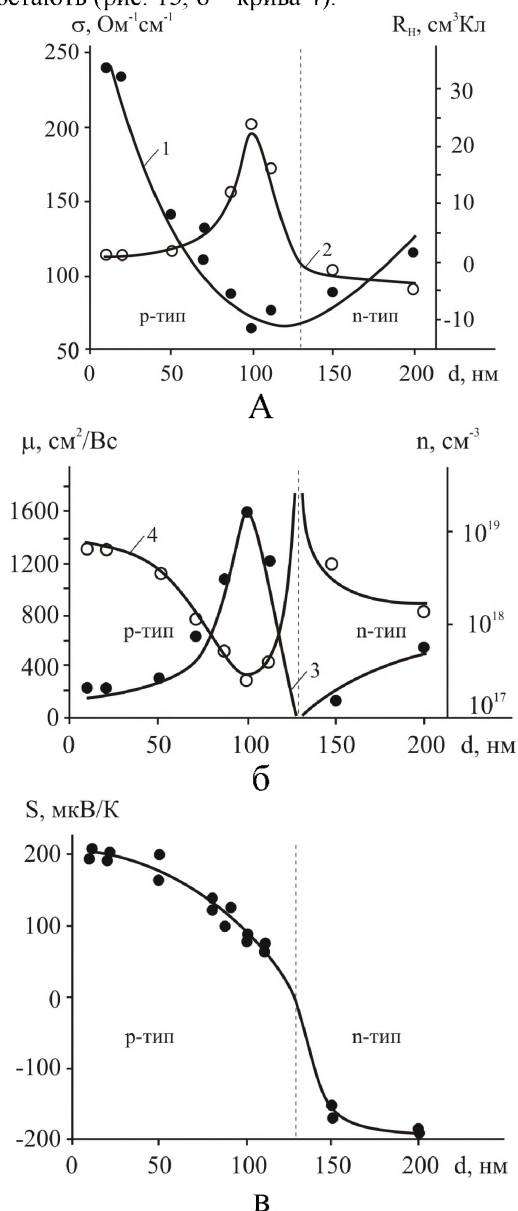 (рис. 15, б – крива 4).
σ, Ом⁻¹см⁻¹ R_H, см³Кл
250 200 150 100 50
30 20 10 0 -10
1
2
p-тип n-тип
0 50 100 150 200 d, нм
А
μ, см²/Вс n, см⁻³
1600 1200 800 400 0
10¹⁹ 10¹⁸ 10¹⁷
4
3
p-тип n-тип
0 50 100 150 200 d, нм
б
S, мкВ/К
200 100 0 -100 -200
p-тип n-тип
0 50 100 150 200 d, нм
в